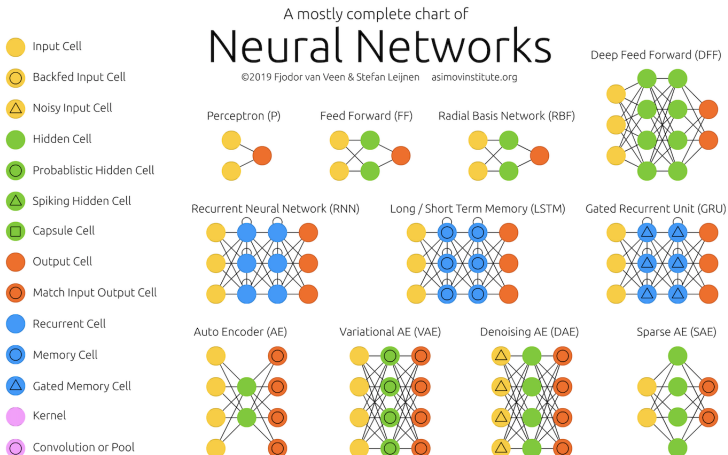 A mostly complete chart of
Neural Networks
©2019 Fjodor van Veen & Stefan Leijnen asimovinstitute.org
Input Cell
Backfed Input Cell
Noisy Input Cell
Hidden Cell
Probablistic Hidden Cell
Spiking Hidden Cell
Capsule Cell
Output Cell
Match Input Output Cell
Recurrent Cell
Memory Cell
Gated Memory Cell
Kernel
Convolution or Pool
Deep Feed Forward (DFF)
Perceptron (P)
Feed Forward (FF)
Radial Basis Network (RBF)
Recurrent Neural Network (RNN)
Long / Short Term Memory (LSTM)
Gated Recurrent Unit (GRU)
Auto Encoder (AE)
Variational AE (VAE)
Denoising AE (DAE)
Sparse AE (SAE)